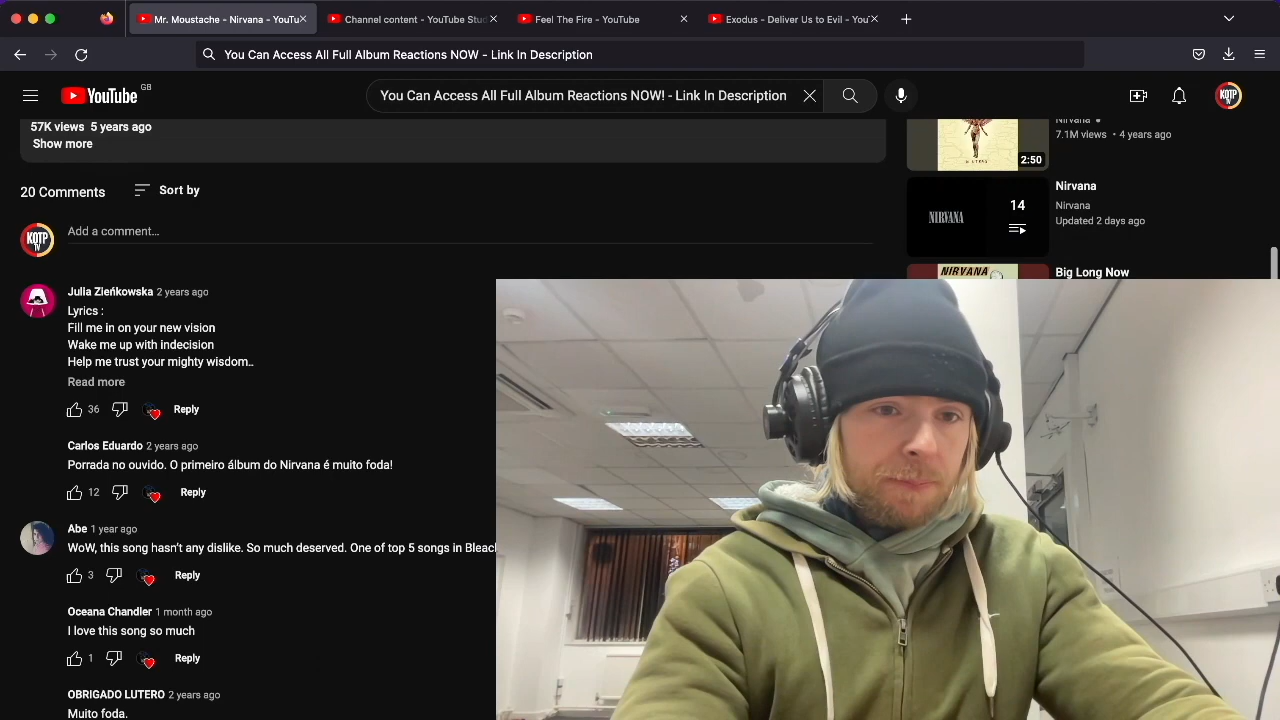 Mr. Moustache - Nirvana - YouTu
Channel content - YouTube Stud
Feel The Fire - YouTube
Exodus - Deliver Us to Evil - You
You Can Access All Full Album Reactions NOW - Link In Description
YouTube GB
You Can Access All Full Album Reactions NOW! - Link In Description
KOTP TV
57K views 5 years ago
Show more
20 Comments
Sort by
KOTP TV
Add a comment...
Julia Zieńkowska 2 years ago
Lyrics :
Fill me in on your new vision
Wake me up with indecision
Help me trust your mighty wisdom..
Read more
36
Reply
Carlos Eduardo 2 years ago
Porrada no ouvido. O primeiro álbum do Nirvana é muito foda!
12
Reply
Abe 1 year ago
WoW, this song hasn't any dislike. So much deserved. One of top 5 songs in Bleach
3
Reply
Oceana Chandler 1 month ago
I love this song so much
1
Reply
OBRIGADO LUTERO 2 years ago
Muito foda.
Nirvana
7.1M views • 4 years ago
2:50
NIRVANA
14
Nirvana
Nirvana
Updated 2 days ago
NIRVANA
Big Long Now